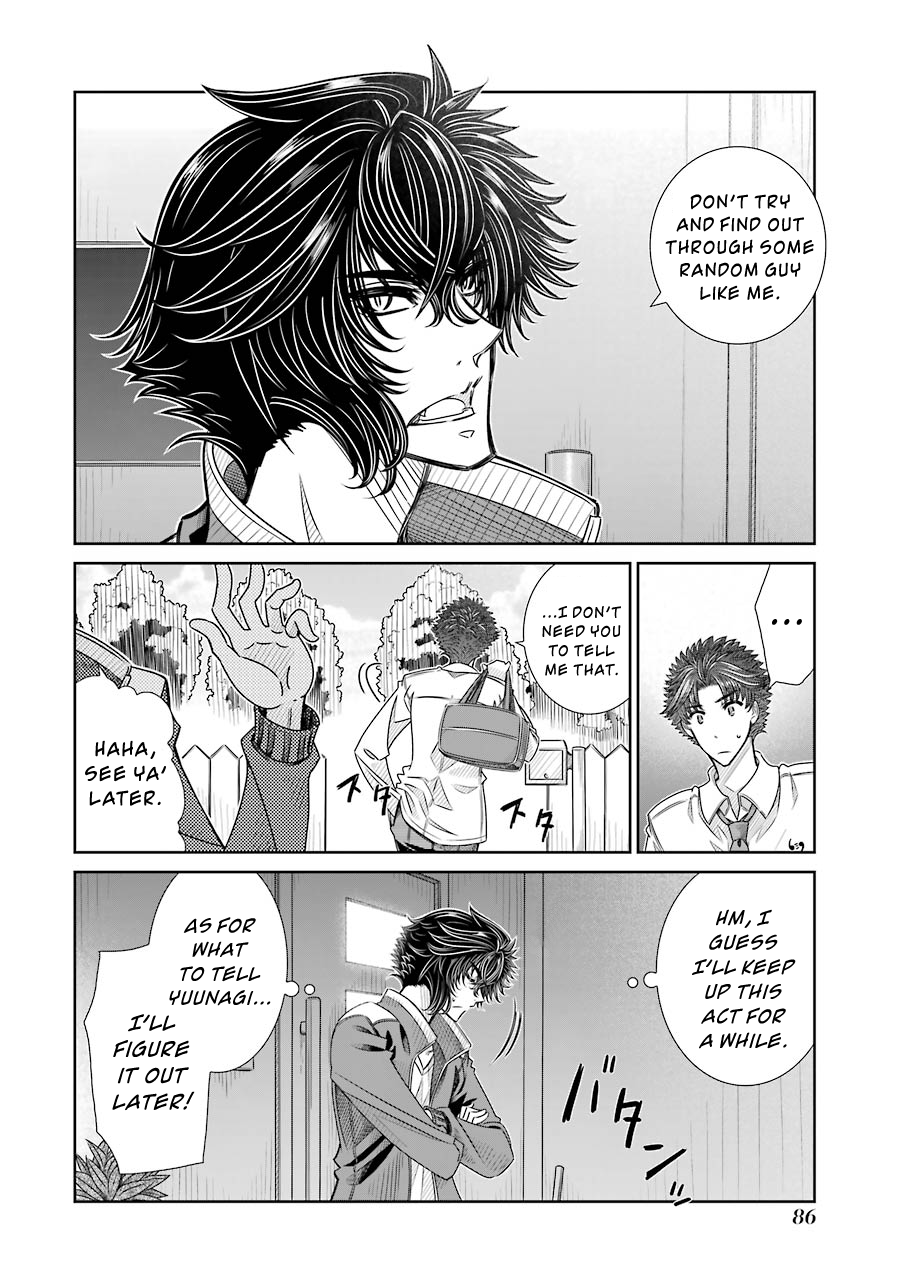 DON'T TRY
AND FIND OUT
THROUGH SOME
RANDOM GUY
LIKE ME.
...
...I DON'T
NEED YOU
TO TELL
ME THAT.
スタ
スタ
HAHA,
SEE YA'
LATER.
HM, I
GUESS
I'LL KEEP
UP THIS
ACT FOR
A WHILE.
バタン
AS FOR
WHAT
TO TELL
YUUNAGI...
I'LL
FIGURE
IT OUT
LATER!
86